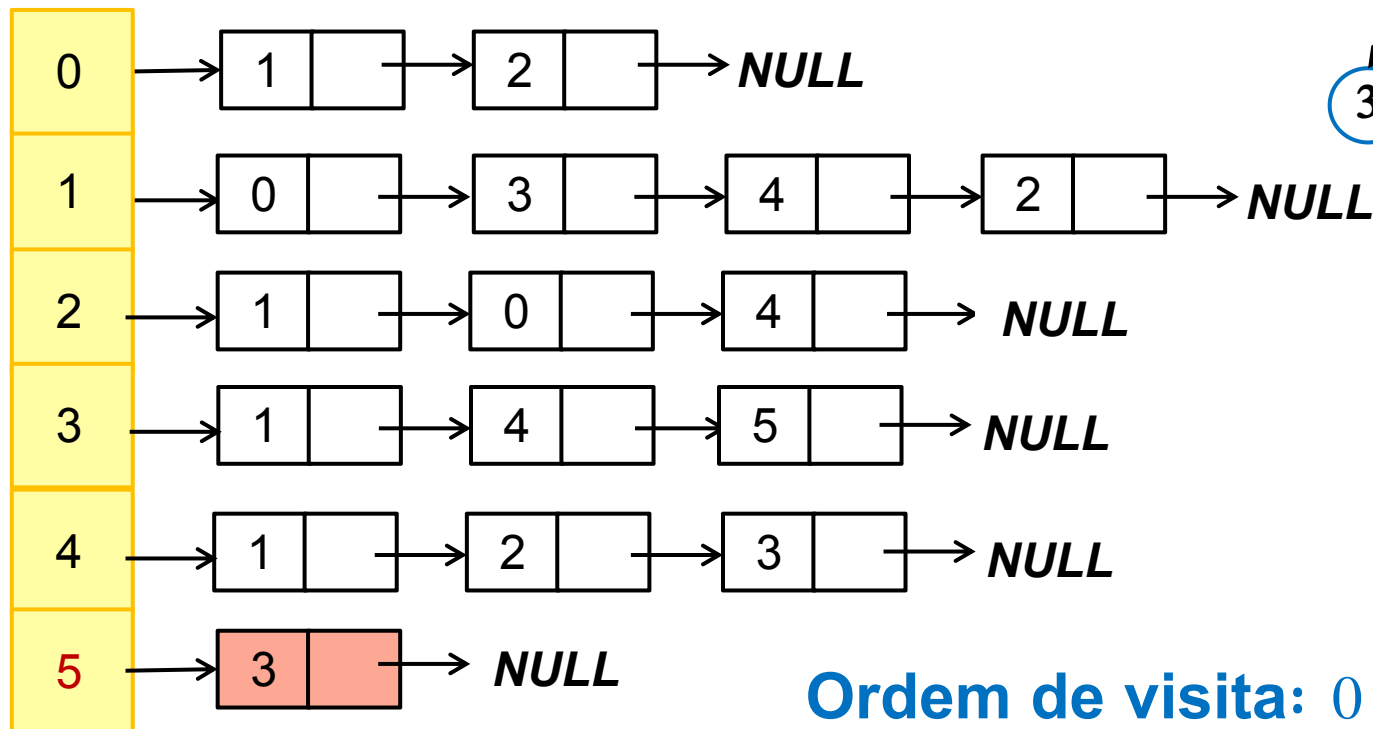 0 1 2 NULL
3
1 0 3 4 2 NULL
2 1 0 4 NULL
3 1 4 5 NULL
4 1 2 3 NULL
5 3 NULL
Ordem de visita: 0